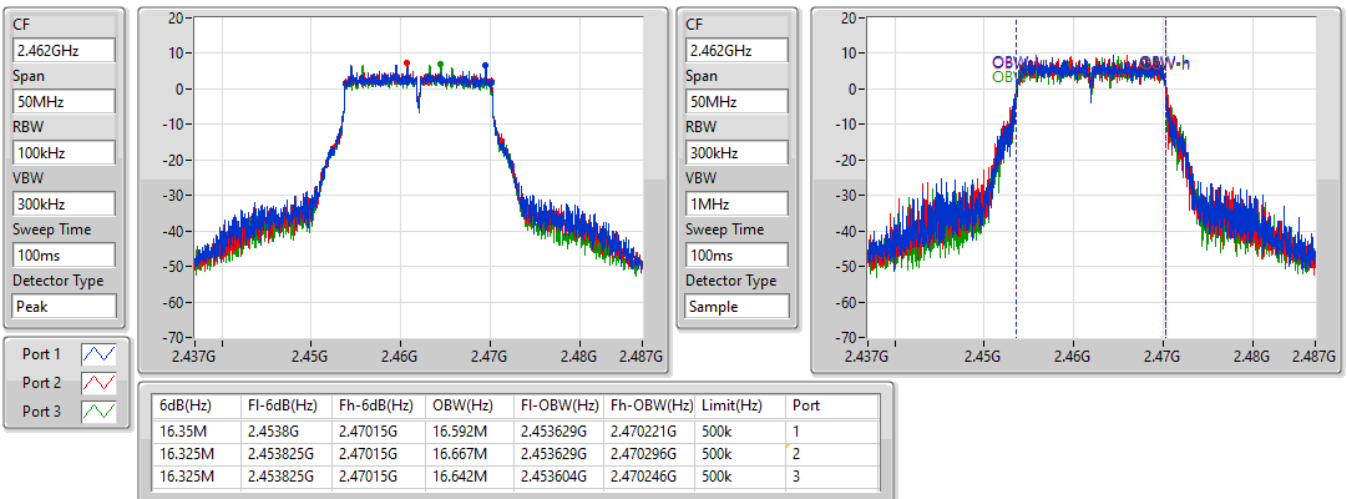 CF
2.462GHz
Span
50MHz
RBW
100kHz
VBW
300kHz
Sweep Time
100ms
Detector Type
Peak
20
10
0
-10
-20
-30
-40
-50
-60
-70
2.437G 2.45G 2.46G 2.47G 2.48G 2.487G
CF
2.462GHz
Span
50MHz
RBW
300kHz
VBW
1MHz
Sweep Time
100ms
Detector Type
Sample
20
10
0
-10
-20
-30
-40
-50
-60
-70
OBW-h
2.437G 2.45G 2.46G 2.47G 2.48G 2.487G
Port 1
Port 2
Port 3
6dB(Hz) Fl-6dB(Hz) Fh-6dB(Hz) OBW(Hz) Fl-OBW(Hz) Fh-OBW(Hz) Limit(Hz) Port
16.35M 2.4538G 2.47015G 16.592M 2.453629G 2.470221G 500k 1
16.325M 2.453825G 2.47015G 16.667M 2.453629G 2.470296G 500k 2
16.325M 2.453825G 2.47015G 16.642M 2.453604G 2.470246G 500k 3